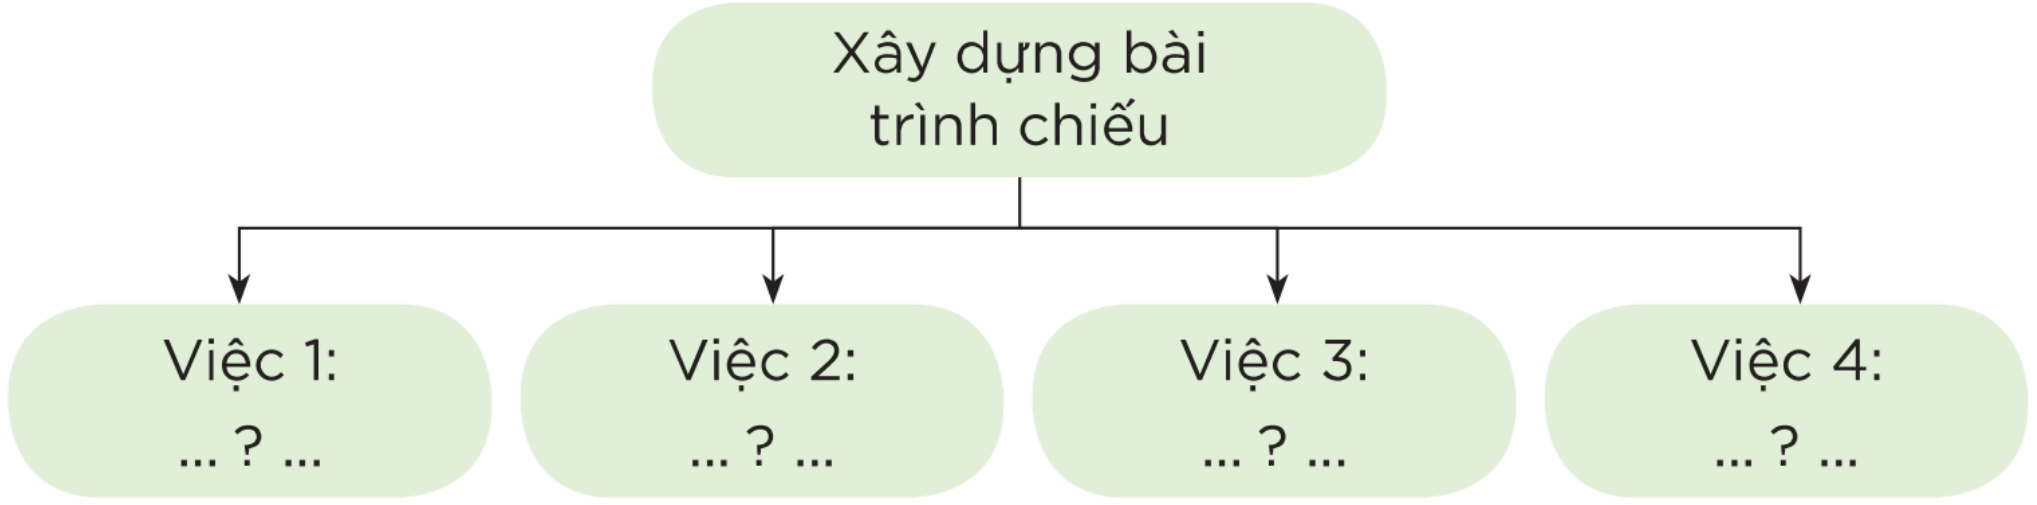 Xây dựng bài
trình chiếu
Việc 1:
... ? ...
Việc 2:
... ? ...
Việc 3:
... ? ...
Việc 4:
... ? ...